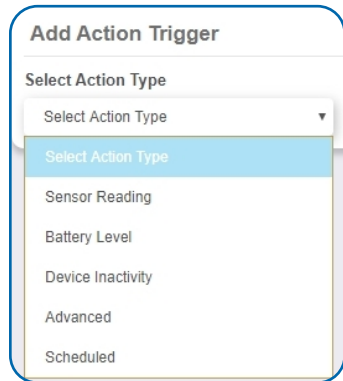 Add Action Trigger
Select Action Type
Select Action Type
Select Action Type
Sensor Reading
Battery Level
Device Inactivity
Advanced
Scheduled